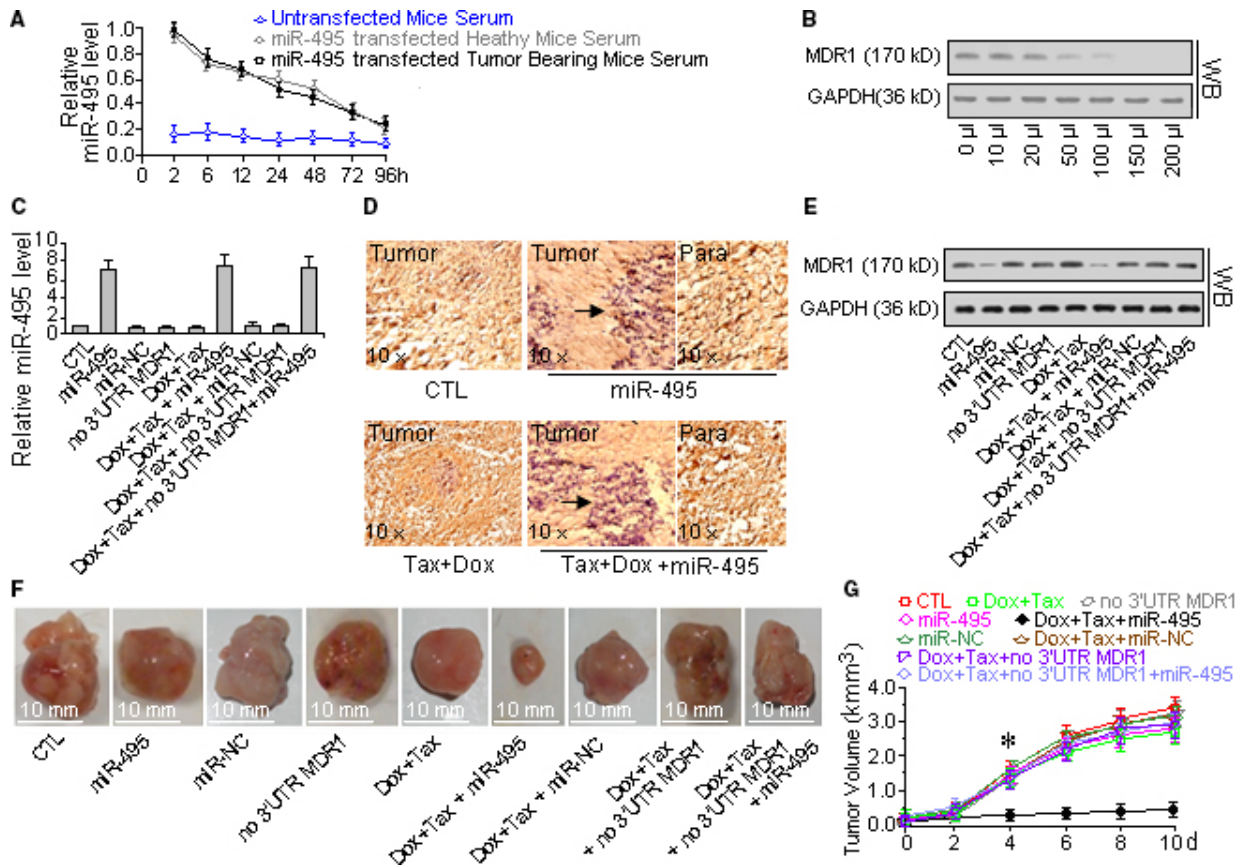 A
Untransfected Mice Serum
miR-495 transfected Heathy Mice Serum
miR-495 transfected Tumor Bearing Mice Serum
Relative
miR-495 level
1.0
0.8
0.6
0.4
0.2
0.0
0 2 6 12 24 48 72 96h
B
MDR1 (170 kD)
GAPDH(36 kD)
WB
0 µl
10 µl
20 µl
50 µl
100 µl
150 µl
200 µl
C
Relative miR-495 level
10
8
6
4
2
0
CTL
miR-495
miR-NC
no 3'UTR MDR1
Dox+Tax
Dox+Tax + miR-495
Dox+Tax + miR-NC
Dox+Tax + no 3'UTR MDR1
Dox+Tax+ no 3'UTR MDR1+miR-495
D
Tumor
10 x
Tumor
10 x
Para
10 x
CTL
miR-495
Tumor
10 x
Tumor
10 x
Para
10 x
Tax+Dox
Tax+Dox +miR-495
E
MDR1 (170 kD)
GAPDH (36 kD)
WB
CTL
miR-495
miR-NC
no 3'UTR MDR1
Dox+Tax
Dox+Tax + miR-495
Dox+Tax + miR-NC
Dox+Tax + no 3'UTR MDR1
Dox+Tax+ no 3'UTR MDR1+miR-495
F
10 mm
10 mm
10 mm
10 mm
10 mm
10 mm
10 mm
10 mm
10 mm
CTL
miR-495
miR-NC
no 3'UTR MDR1
Dox+Tax
Dox+Tax + miR-495
Dox+Tax + miR-NC
Dox+Tax
+ no 3'UTR MDR1
Dox+Tax
+ no 3'UTR MDR1
+ miR-495
G
CTL Dox+Tax no 3'UTR MDR1
miR-495 Dox+Tax+miR-495
miR-NC Dox+Tax+miR-NC
Dox+Tax+no 3'UTR MDR1
Dox+Tax+no 3'UTR MDR1+miR-495
Tumor Volume (kmm³)
4.0
3.0
2.0
1.0
0.0
*
0 2 4 6 8 10 d